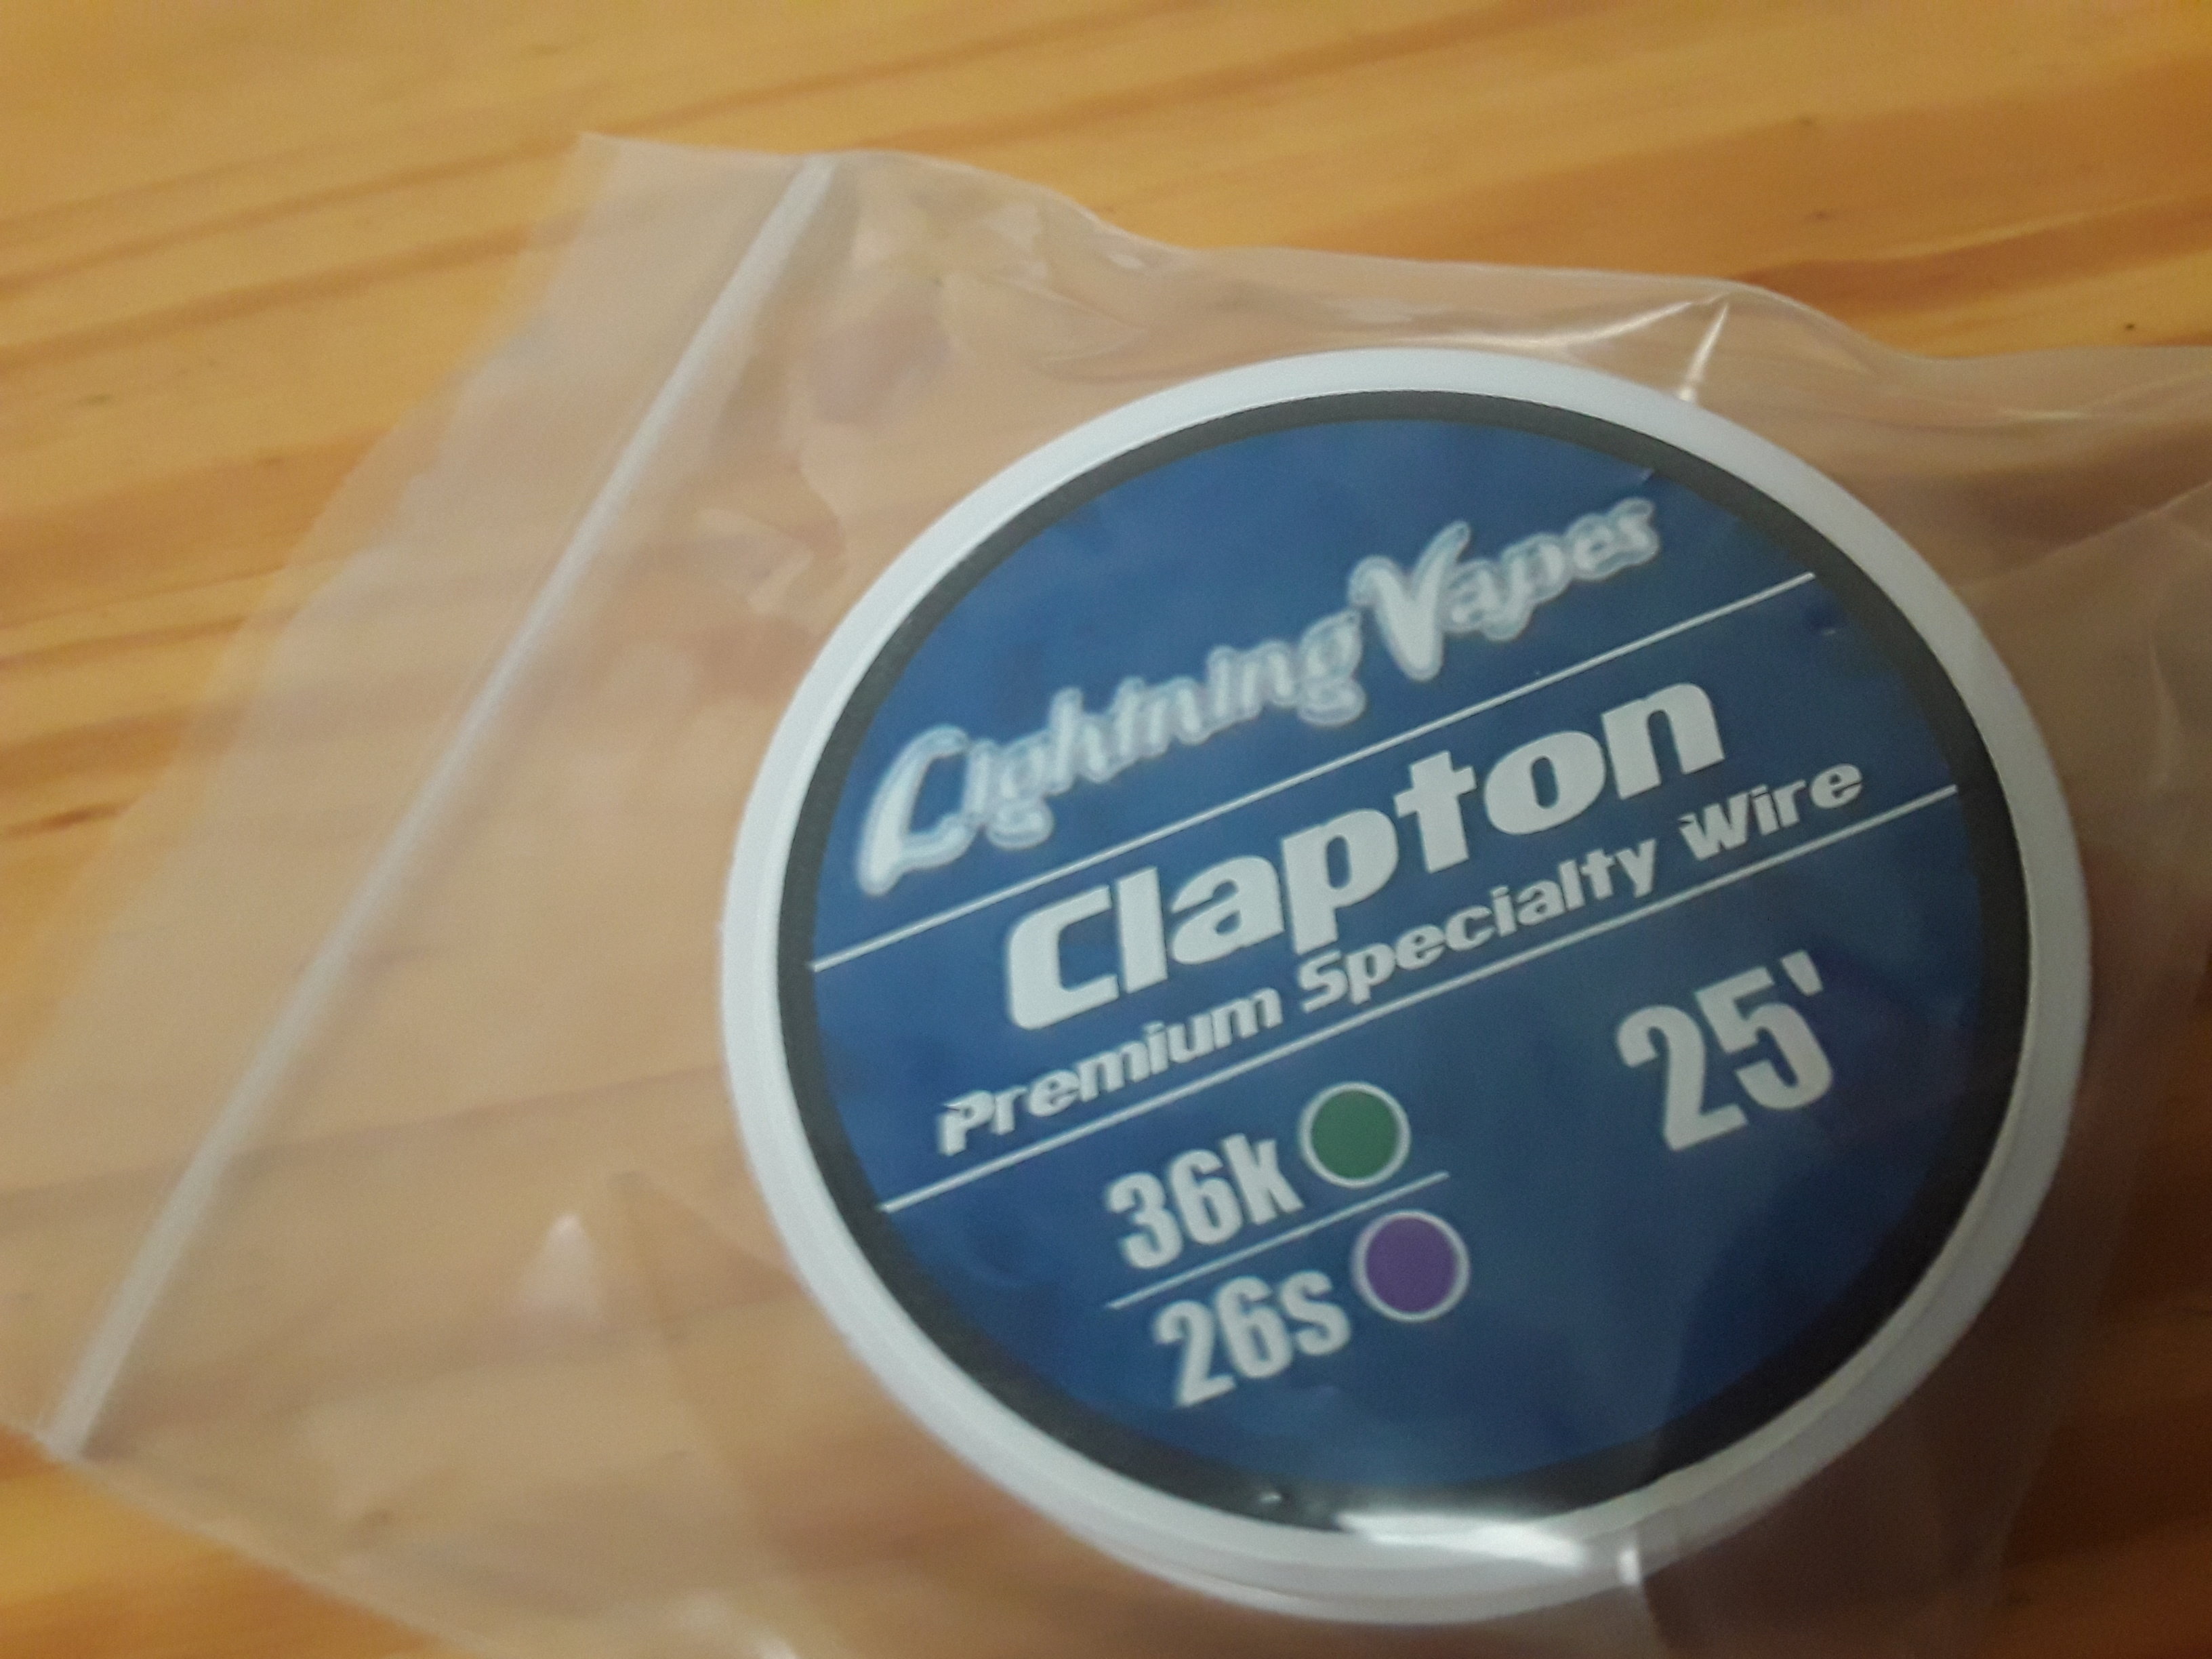 Lightning Vapes
Clapton
Premium Specialty Wire
25'
36k
26s